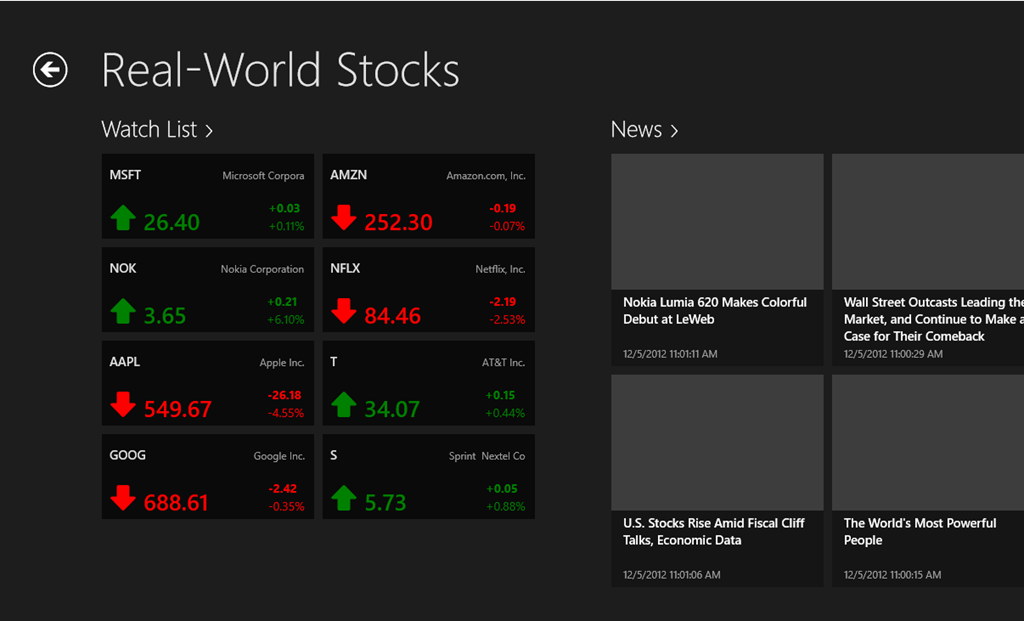 Real-World Stocks
Watch List >
MSFT
Microsoft Corpora
26.40
+0.03
+0.11%
AMZN
Amazon.com, Inc.
252.30
-0.19
-0.07%
NOK
Nokia Corporation
3.65
+0.21
+6.10%
NFLX
Netflix, Inc.
84.46
-2.19
-2.53%
AAPL
Apple Inc.
549.67
-26.18
-4.55%
T
AT&T Inc.
34.07
+0.15
+0.44%
GOOG
Google Inc.
688.61
-2.42
-0.35%
S
Sprint Nextel Co
5.73
+0.05
+0.88%
News >
Nokia Lumia 620 Makes Colorful
Debut at LeWeb
12/5/2012 11:01:11 AM
Wall Street Outcasts Leading the
Market, and Continue to Make a
Case for Their Comeback
12/5/2012 11:00:29 AM
U.S. Stocks Rise Amid Fiscal Cliff
Talks, Economic Data
12/5/2012 11:01:06 AM
The World's Most Powerful
People
12/5/2012 11:00:15 AM